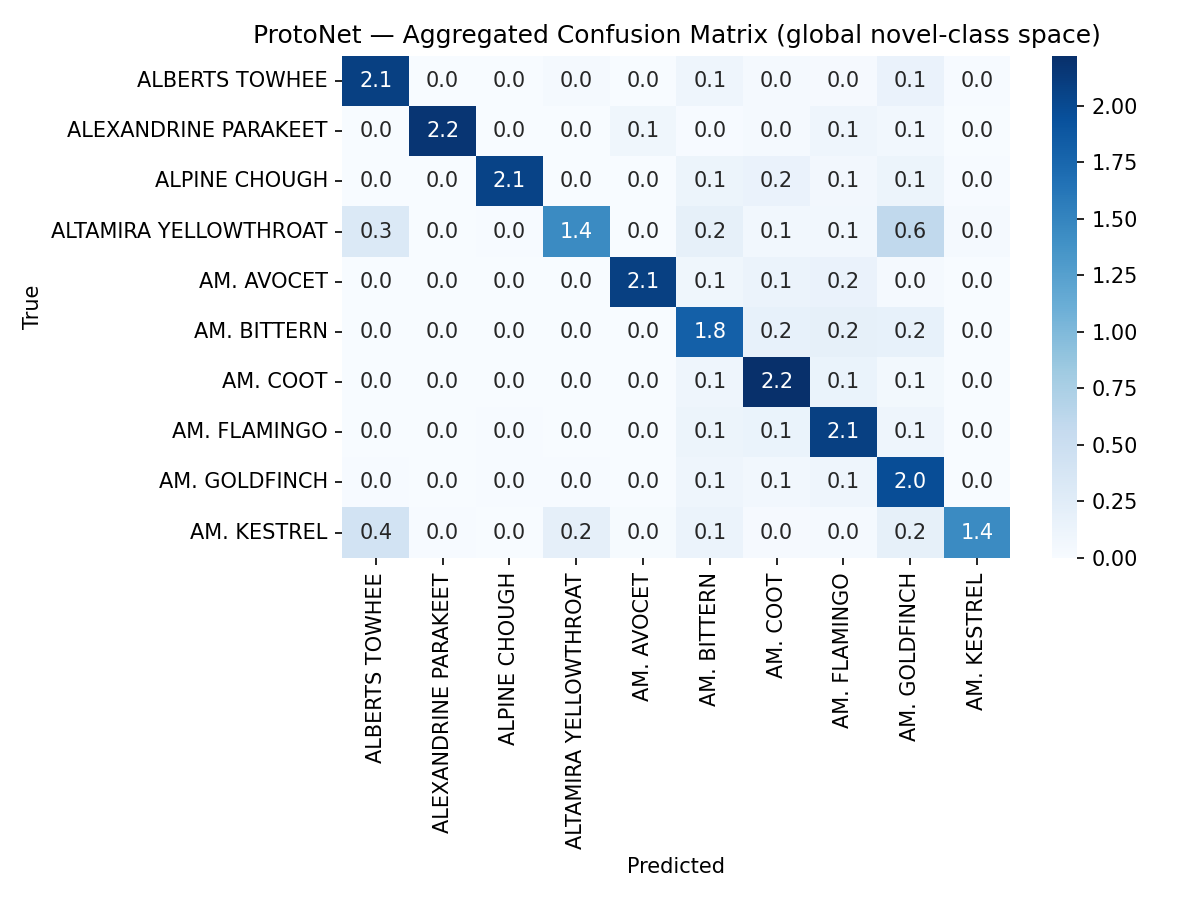 ProtoNet — Aggregated Confusion Matrix (global novel-class space)
ALBERTS TOWHEE 2.1 0.0 0.0 0.0 0.0 0.1 0.0 0.0 0.1 0.0
ALEXANDRINE PARAKEET 0.0 2.2 0.0 0.0 0.1 0.0 0.0 0.1 0.1 0.0
ALPINE CHOUGH 0.0 0.0 2.1 0.0 0.0 0.1 0.2 0.1 0.1 0.0
ALTAMIRA YELLOWTHROAT 0.3 0.0 0.0 1.4 0.0 0.2 0.1 0.1 0.6 0.0
AM. AVOCET 0.0 0.0 0.0 0.0 2.1 0.1 0.1 0.2 0.0 0.0
AM. BITTERN 0.0 0.0 0.0 0.0 0.0 1.8 0.2 0.2 0.2 0.0
AM. COOT 0.0 0.0 0.0 0.0 0.0 0.1 2.2 0.1 0.1 0.0
AM. FLAMINGO 0.0 0.0 0.0 0.0 0.0 0.1 0.1 2.1 0.1 0.0
AM. GOLDFINCH 0.0 0.0 0.0 0.0 0.0 0.1 0.1 0.1 2.0 0.0
AM. KESTREL 0.4 0.0 0.0 0.2 0.0 0.1 0.0 0.0 0.2 1.4
True
ALBERTS TOWHEE
ALEXANDRINE PARAKEET
ALPINE CHOUGH
ALTAMIRA YELLOWTHROAT
AM. AVOCET
AM. BITTERN
AM. COOT
AM. FLAMINGO
AM. GOLDFINCH
AM. KESTREL
Predicted
2.00
1.75
1.50
1.25
1.00
0.75
0.50
0.25
0.00